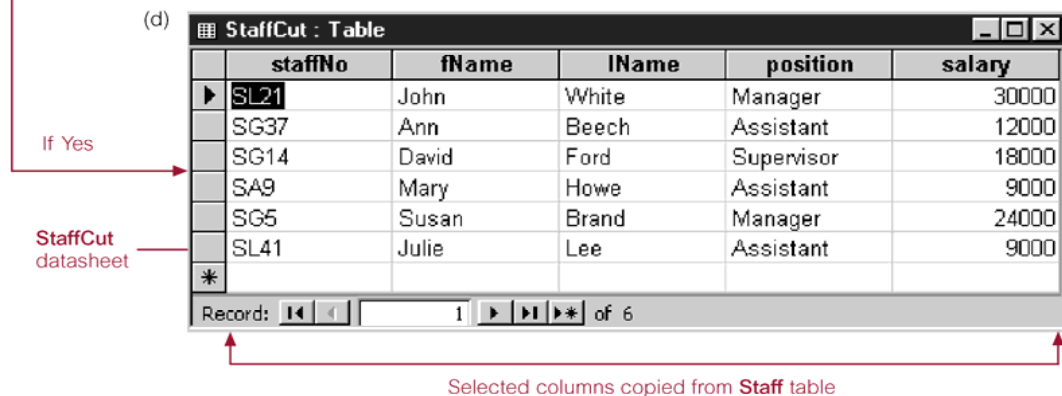 (d)
StaffCut : Table
staffNo fName lName position salary
SL21 John White Manager 30000
SG37 Ann Beech Assistant 12000
SG14 David Ford Supervisor 18000
SA9 Mary Howe Assistant 9000
SG5 Susan Brand Manager 24000
SL41 Julie Lee Assistant 9000
Record: 1 of 6
If Yes
StaffCut
datasheet
Selected columns copied from Staff table